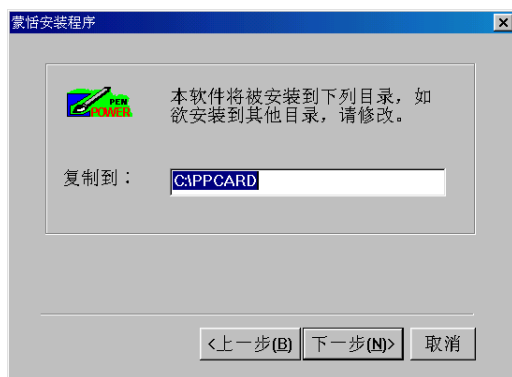 蒙恬安装程序
PEN
POWER
本软件将被安装到下列目录，如
欲安装到其他目录，请修改。
复制到：
C:\PPCARD
<上一步(B)
下一步(N)>
取消